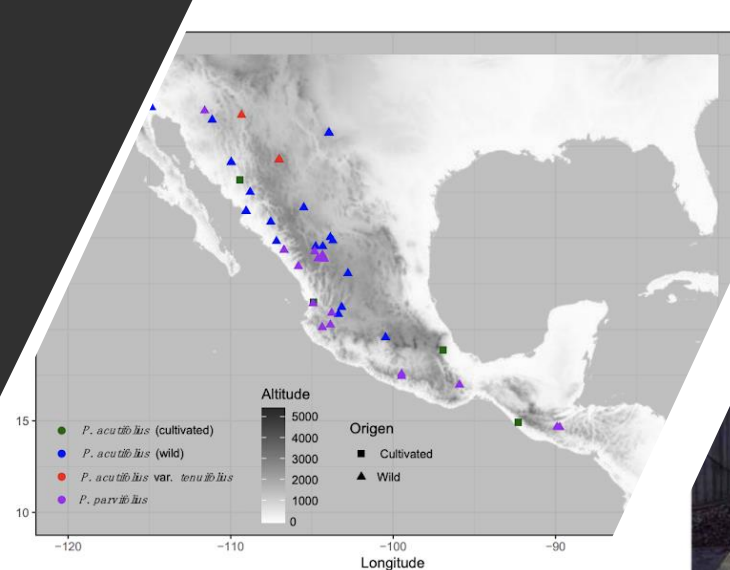 Altitude
5000
4000
3000
2000
1000
0
Origen
Cultivated
Wild
P. acutifolius (cultivated)
P. acutifolius (wild)
P. acutifolius var. tenuifolius
P. parvifolius
15
10
−120 −110 −100 −90
Longitude